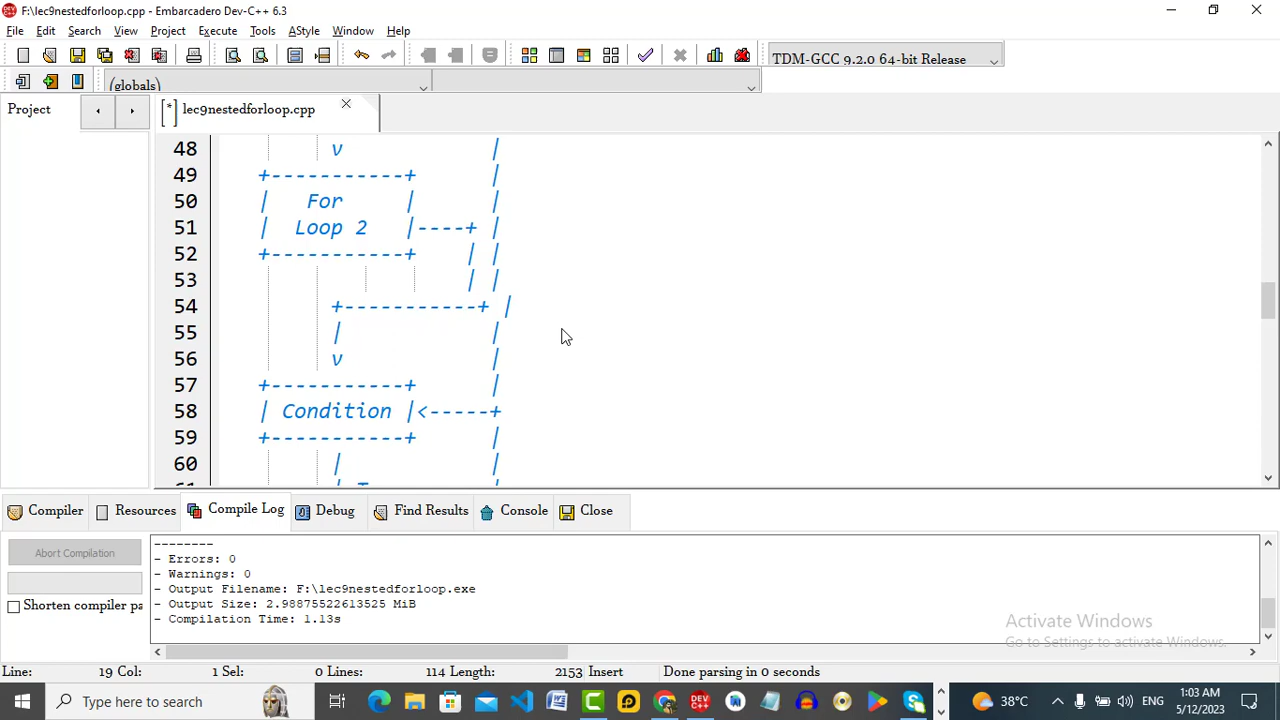 F:\lec9nestedforloop.cpp - Embarcadero Dev-C++ 6.3
File Edit Search View Project Execute Tools AStyle Window Help
TDM-GCC 9.2.0 64-bit Release
(globals)
Project
[*] lec9nestedforloop.cpp
48 v |
49 +-----------+ |
50 | For | |
51 | Loop 2 |----+ |
52 +-----------+ | |
53 | |
54 +-----------+ |
55 | |
56 v |
57 +-----------+ |
58 | Condition |<-----+
59 +-----------+ |
60 | |
Compiler Resources Compile Log Debug Find Results Console Close
Abort Compilation
Shorten compiler pa
--------
- Errors: 0
- Warnings: 0
- Output Filename: F:\lec9nestedforloop.exe
- Output Size: 2.98875522613525 MiB
- Compilation Time: 1.13s
Activate Windows
Go to Settings to activate Windows.
Line: 19 Col: 1 Sel: 0 Lines: 114 Length: 2153 Insert Done parsing in 0 seconds
Type here to search
38°C
ENG
1:03 AM
5/12/2023